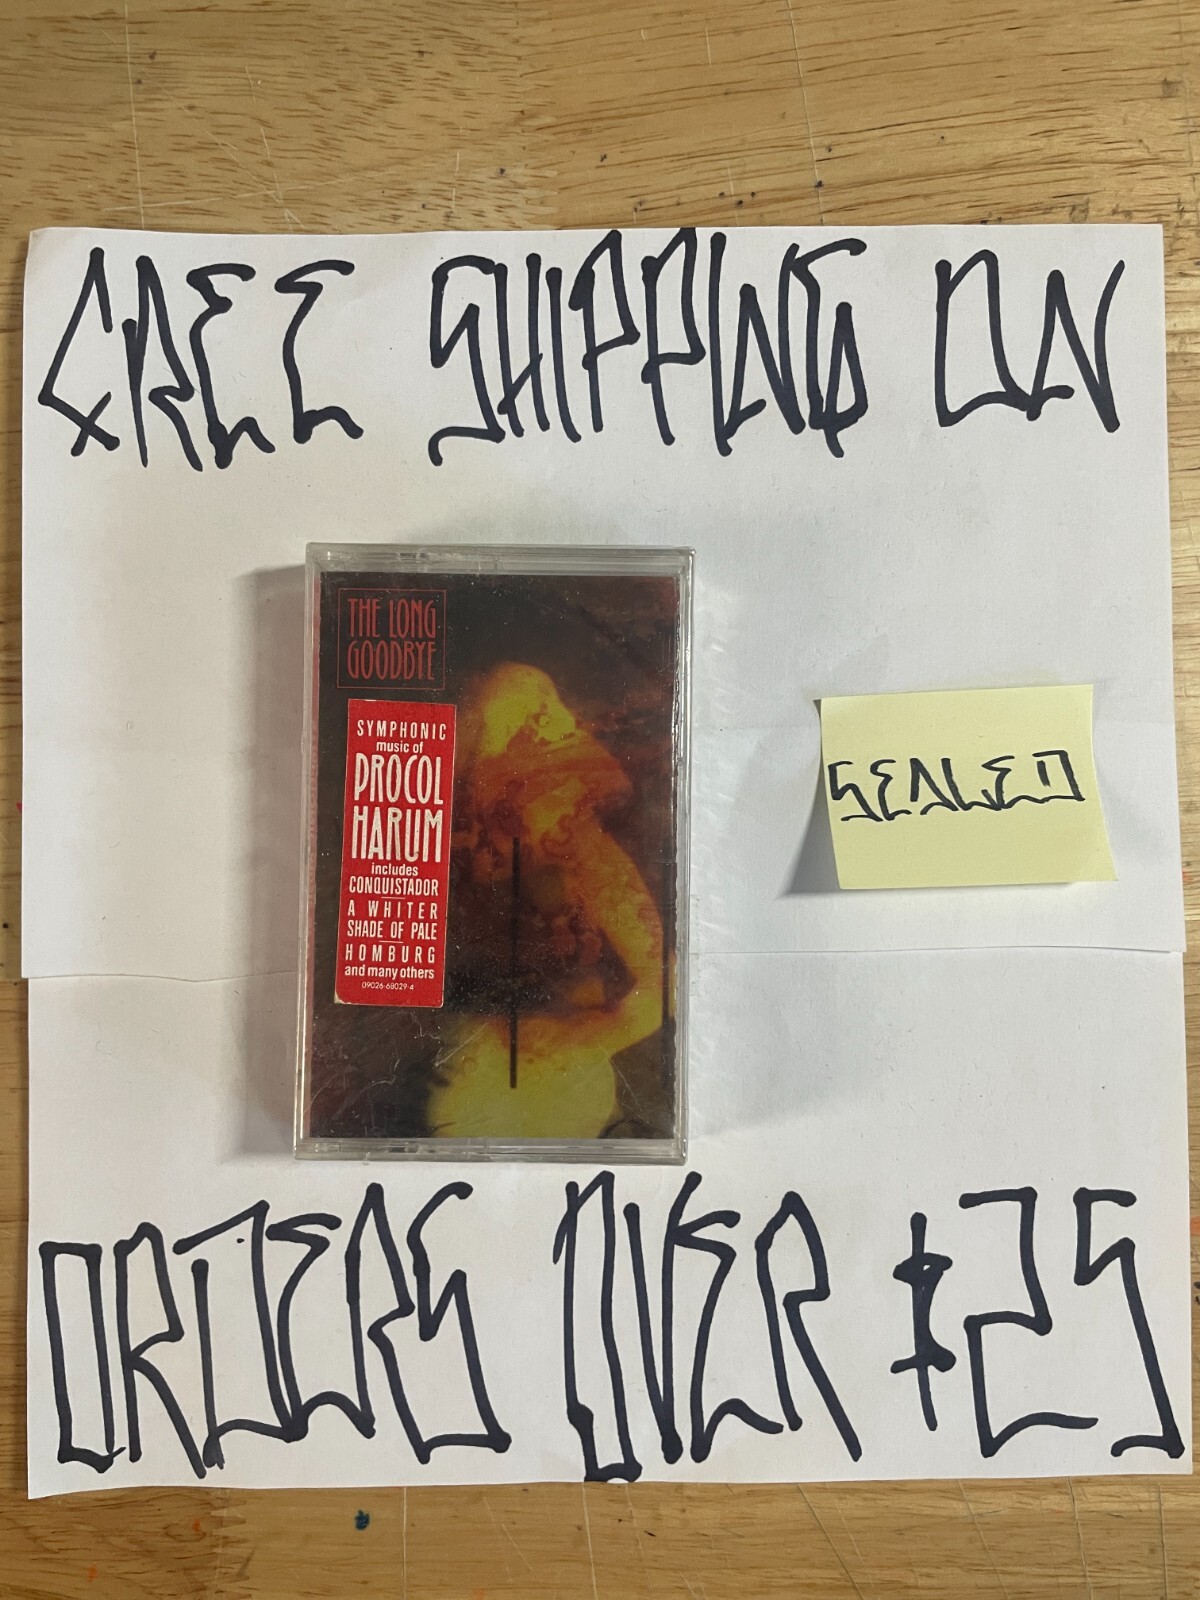 FREE SHIPPING ON
THE LONG
GOODBYE
SYMPHONIC
music of
PROCOL
HARUM
includes
CONQUISTADOR
A WHITER
SHADE OF PALE
HOMBURG
and many others
09026-68029-4
SEALED
ORDERS OVER $25